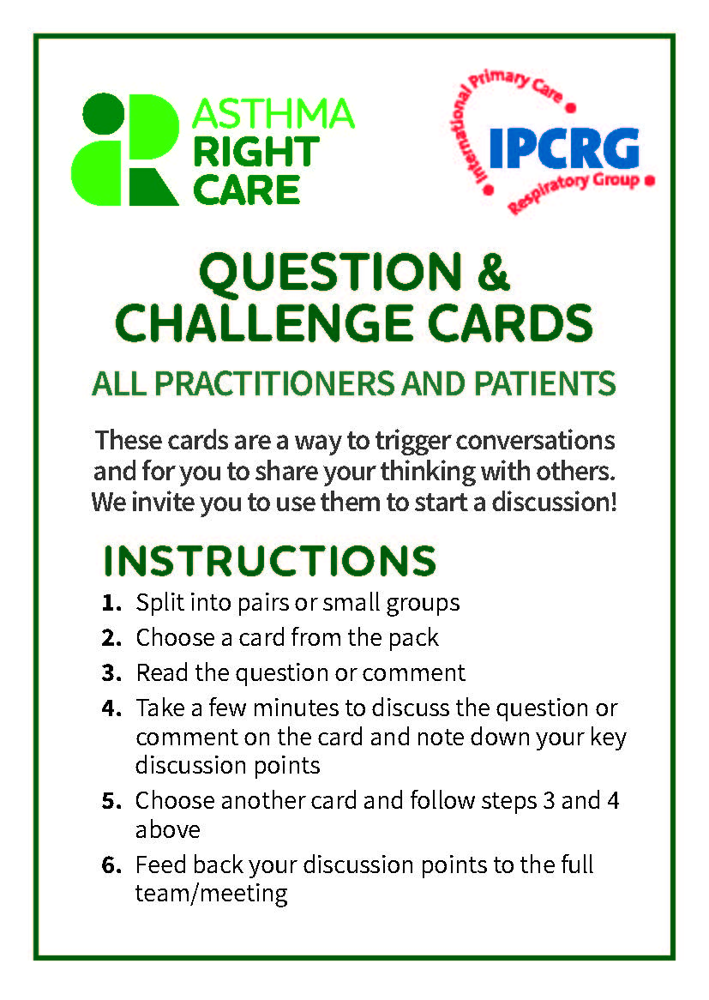 ASTHMA
RIGHT
CARE
International Primary Care
IPCRG
Respiratory Group
QUESTION &
CHALLENGE CARDS
ALL PRACTITIONERS AND PATIENTS
These cards are a way to trigger conversations
and for you to share your thinking with others.
We invite you to use them to start a discussion!
INSTRUCTIONS
1. Split into pairs or small groups
2. Choose a card from the pack
3. Read the question or comment
4. Take a few minutes to discuss the question or
comment on the card and note down your key
discussion points
5. Choose another card and follow steps 3 and 4
above
6. Feed back your discussion points to the full
team/meeting